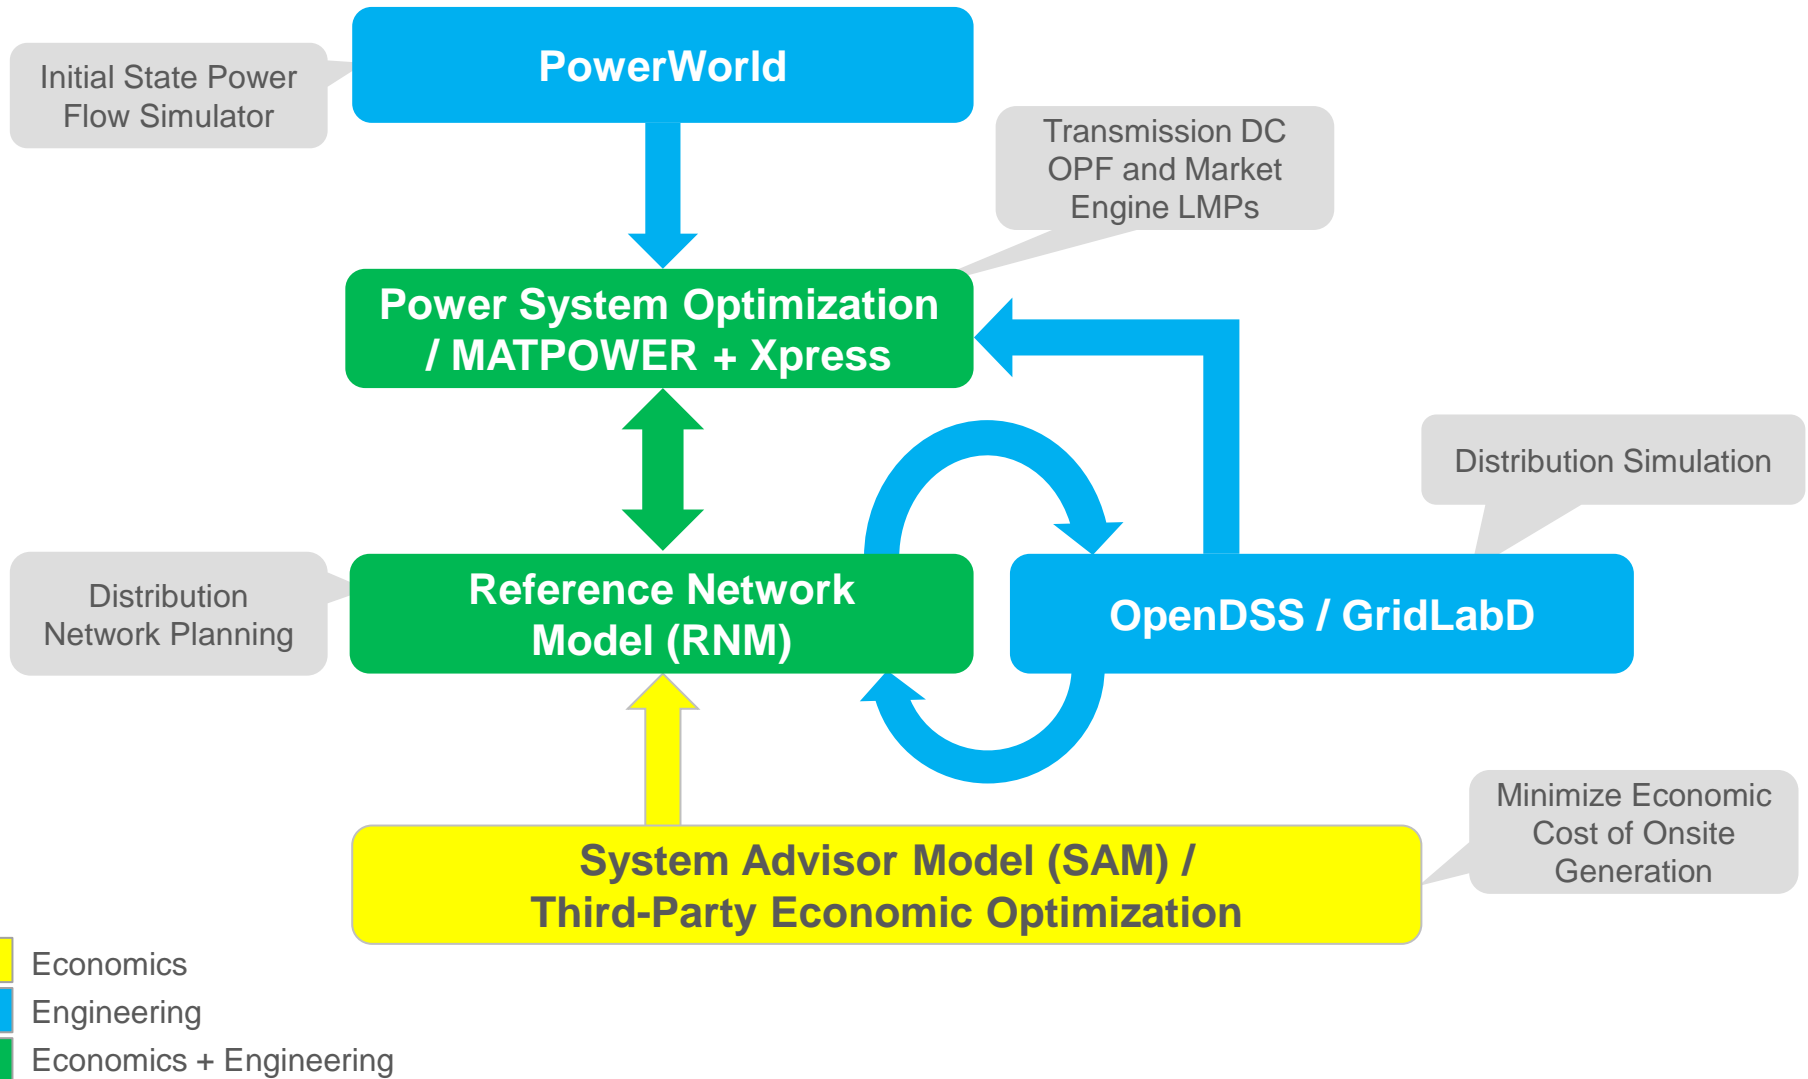 PowerWorld
Initial State Power
Flow Simulator
Transmission DC
OPF and Market
Engine LMPs
Power System Optimization
/ MATPOWER + Xpress
Distribution Simulation
Distribution
Network Planning
Reference Network
Model (RNM)
OpenDSS / GridLabD
Minimize Economic
Cost of Onsite
Generation
System Advisor Model (SAM) /
Third-Party Economic Optimization
Economics
Engineering
Economics + Engineering